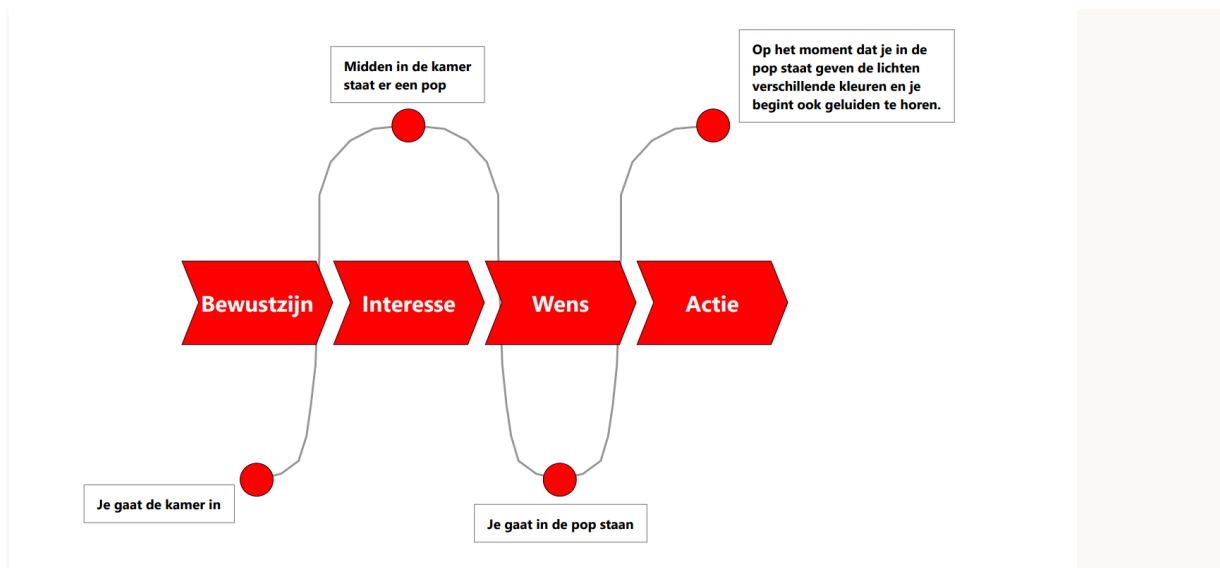 Midden in de kamer
staat er een pop
Op het moment dat je in de
pop staat geven de lichten
verschillende kleuren en je
begint ook geluiden te horen.
Bewustzijn
Interesse
Wens
Actie
Je gaat de kamer in
Je gaat in de pop staan